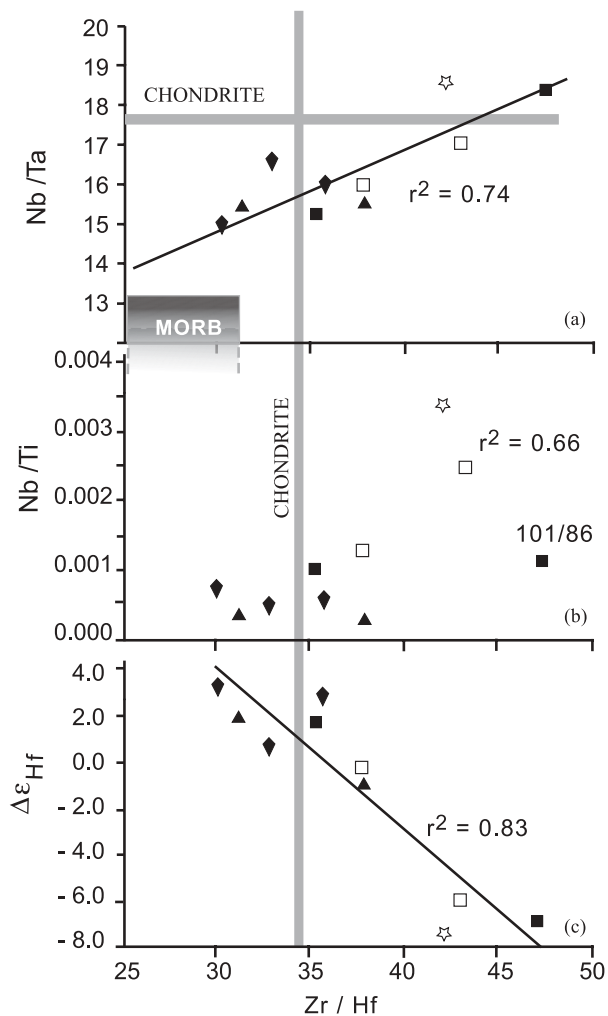 20
19
CHONDRITE
18
17
16
15
14
13
Nb /Ta
r2 = 0.74
MORB
(a)
0.004
0.003
0.002
0.001
0.000
Nb /Ti
CHONDRITE
r2 = 0.66
101/86
(b)
4.0
2.0
0.0
- 2.0
- 4.0
- 6.0
- 8.0
ΔεHf
r2 = 0.83
(c)
25 30 35 40 45 50
Zr / Hf